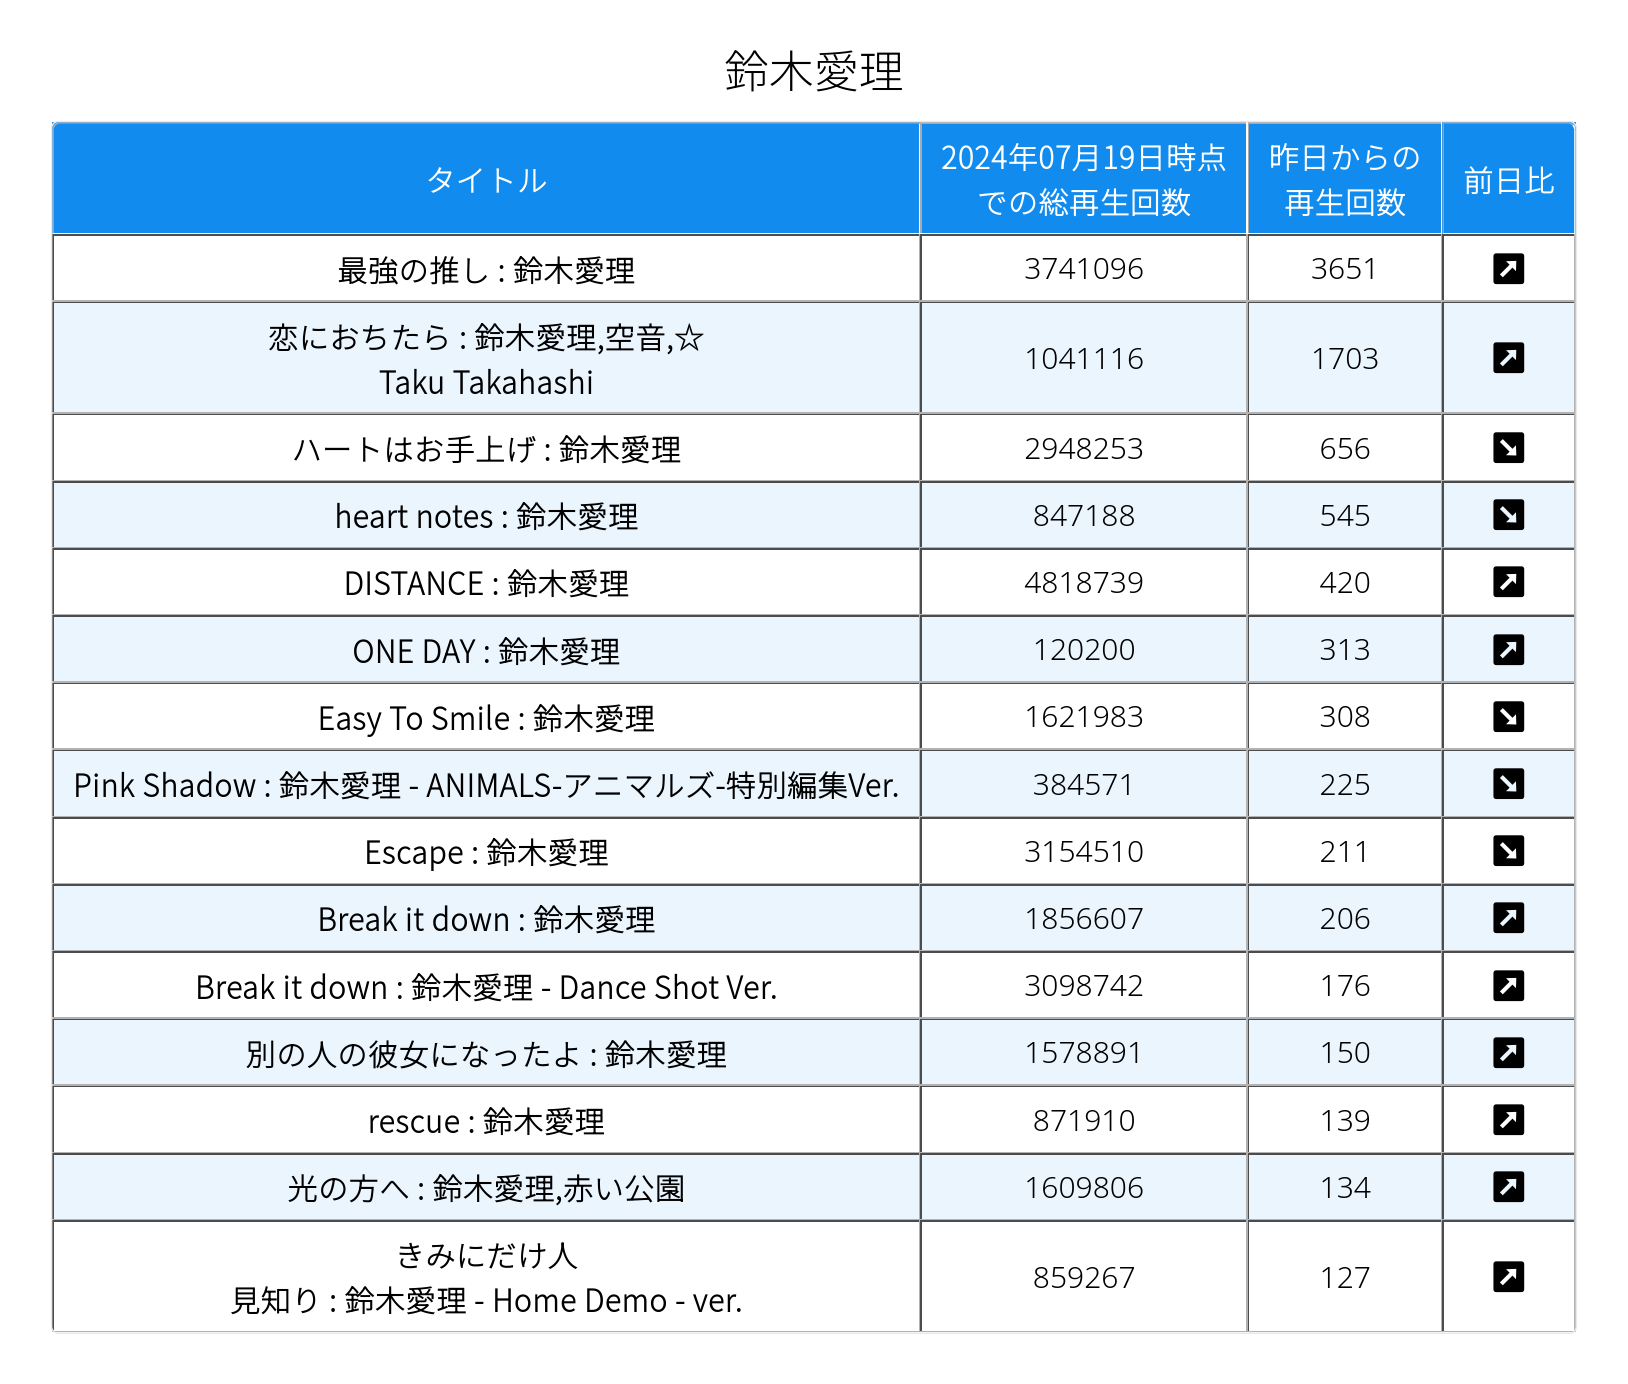 鈴木愛理
タイトル
2024年07月19日時点
での総再生回数
昨日からの
再生回数
前日比
最強の推し : 鈴木愛理 3741096 3651
恋におちたら : 鈴木愛理,空音,☆
Taku Takahashi 1041116 1703
ハートはお手上げ : 鈴木愛理 2948253 656
heart notes : 鈴木愛理 847188 545
DISTANCE : 鈴木愛理 4818739 420
ONE DAY : 鈴木愛理 120200 313
Easy To Smile : 鈴木愛理 1621983 308
Pink Shadow : 鈴木愛理 - ANIMALS-アニマルズ-特別編集Ver. 384571 225
Escape : 鈴木愛理 3154510 211
Break it down : 鈴木愛理 1856607 206
Break it down : 鈴木愛理 - Dance Shot Ver. 3098742 176
別の人の彼女になったよ : 鈴木愛理 1578891 150
rescue : 鈴木愛理 871910 139
光の方へ : 鈴木愛理,赤い公園 1609806 134
きみにだけ人
見知り : 鈴木愛理 - Home Demo - ver. 859267 127